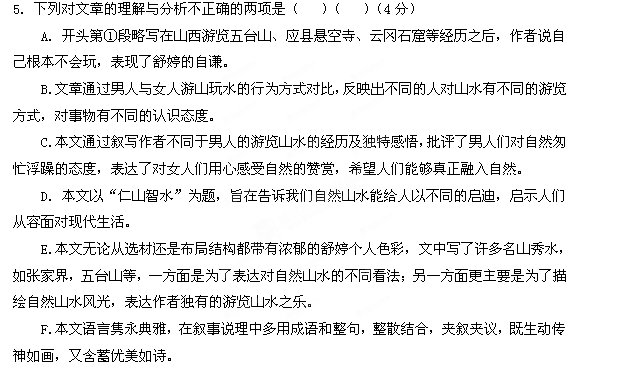 5. 下列对文章的理解与分析不正确的两项是（   ）（   ）（4分）
A. 开头第①段略写在山西游览五台山、应县悬空寺、云冈石窟等经历之后，作者说自
己根本不会玩，表现了舒婷的自谦。
B.文章通过男人与女人游山玩水的行为方式对比,反映出不同的人对山水有不同的游览
方式，对事物有不同的认识态度。
C.本文通过叙写作者不同于男人的游览山水的经历及独特感悟,批评了男人们对自然匆
忙浮躁的态度，表达了对女人们用心感受自然的赞赏，希望人们能够真正融入自然。
D. 本文以“仁山智水”为题，旨在告诉我们自然山水能给人以不同的启迪，启示人们
从容面对现代生活。
E.本文无论从选材还是布局结构都带有浓郁的舒婷个人色彩，文中写了许多名山秀水，
如张家界，五台山等，一方面是为了表达对自然山水的不同看法；另一方面更主要是为了描
绘自然山水风光，表达作者独有的游览山水之乐。
F.本文语言隽永典雅，在叙事说理中多用成语和整句，整散结合，夹叙夹议，既生动传
神如画，又含蓄优美如诗。